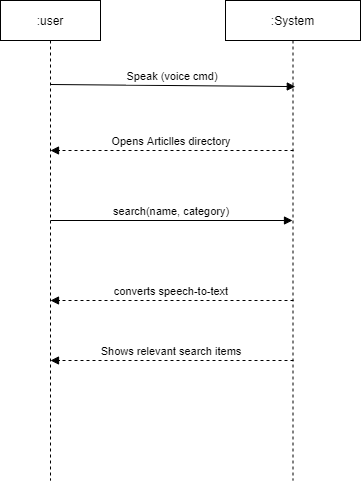 :user
:System
Speak (voice cmd)
Opens Articlles directory
search(name, category)
converts speech-to-text
Shows relevant search items